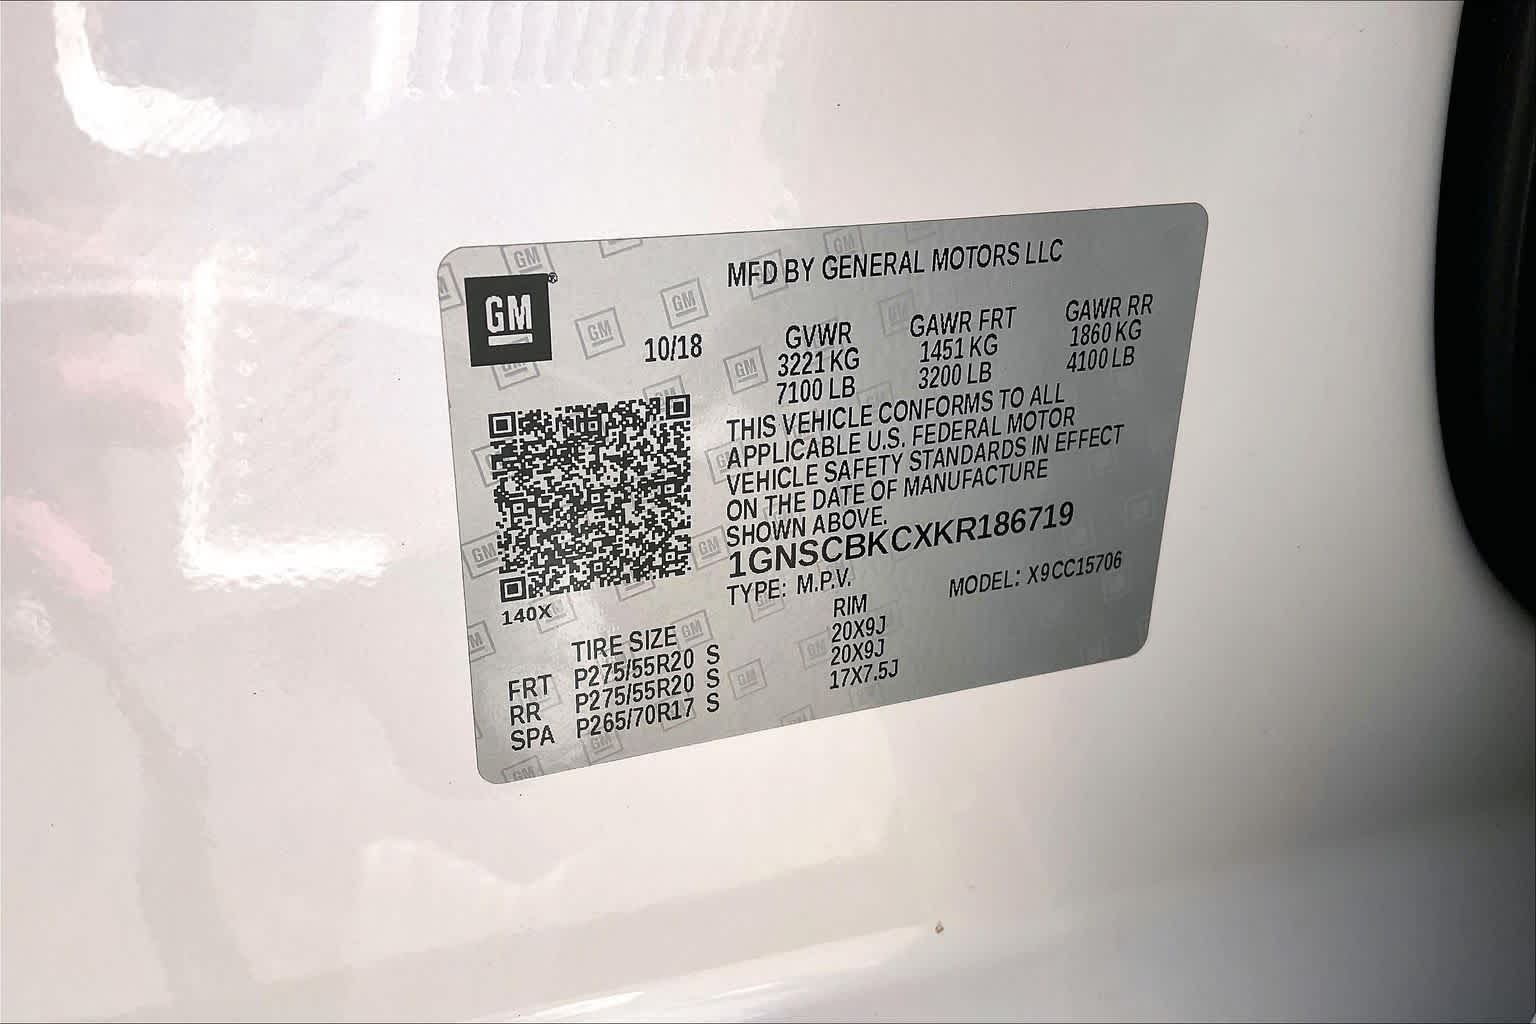 GM
MFD BY GENERAL MOTORS LLC
10/18
GVWR GAWR FRT GAWR RR
3221 KG 1451 KG 1860 KG
7100 LB 3200 LB 4100 LB
THIS VEHICLE CONFORMS TO ALL
APPLICABLE U.S. FEDERAL MOTOR
VEHICLE SAFETY STANDARDS IN EFFECT
ON THE DATE OF MANUFACTURE
SHOWN ABOVE.
1GNSCBKCXKR186719
TYPE: M.P.V. MODEL: X9CC15706
140X
TIRE SIZE RIM
FRT P275/55R20 S 20X9J
RR P275/55R20 S 20X9J
SPA P265/70R17 S 17X7.5J